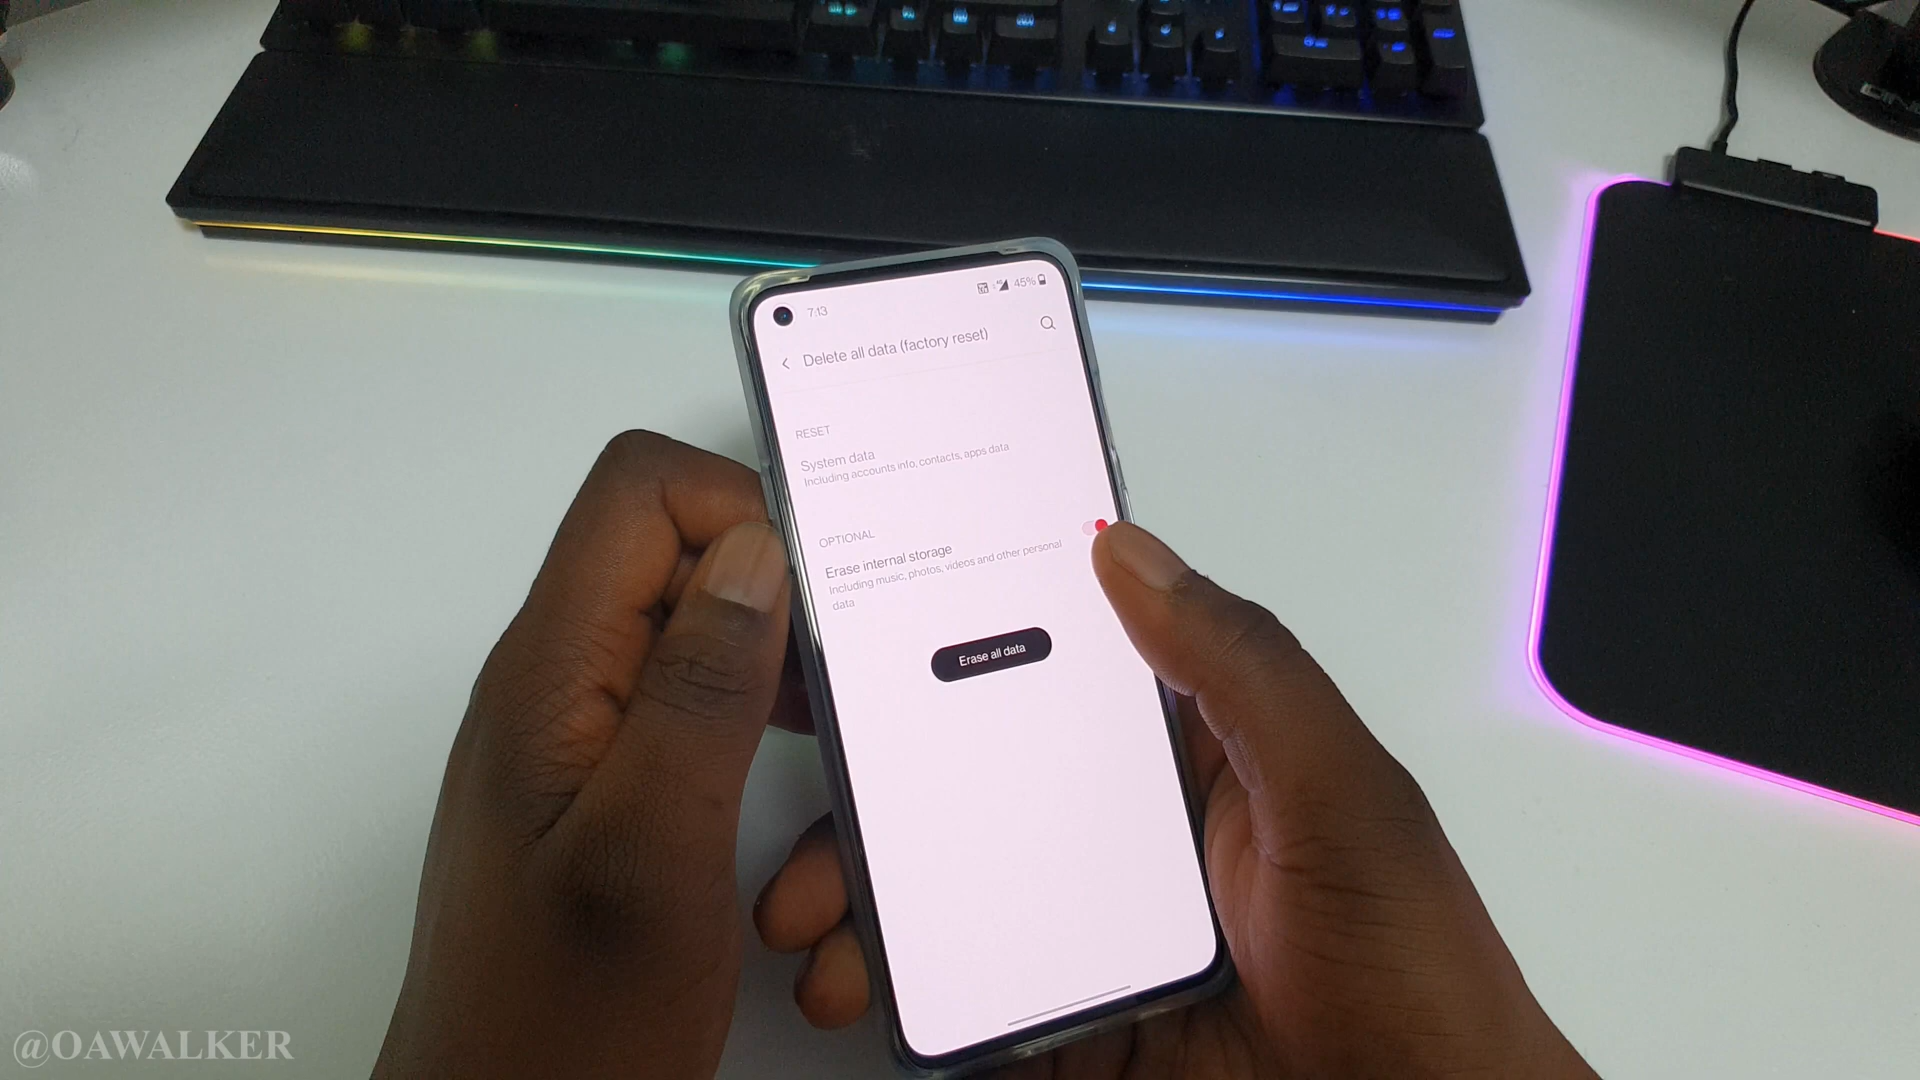 7:13
45%
Delete all data (factory reset)
RESET
System data
Including accounts info, contacts, apps data
OPTIONAL
Erase internal storage
Including music, photos, videos and other personal
data
Erase all data
@OAWALKER